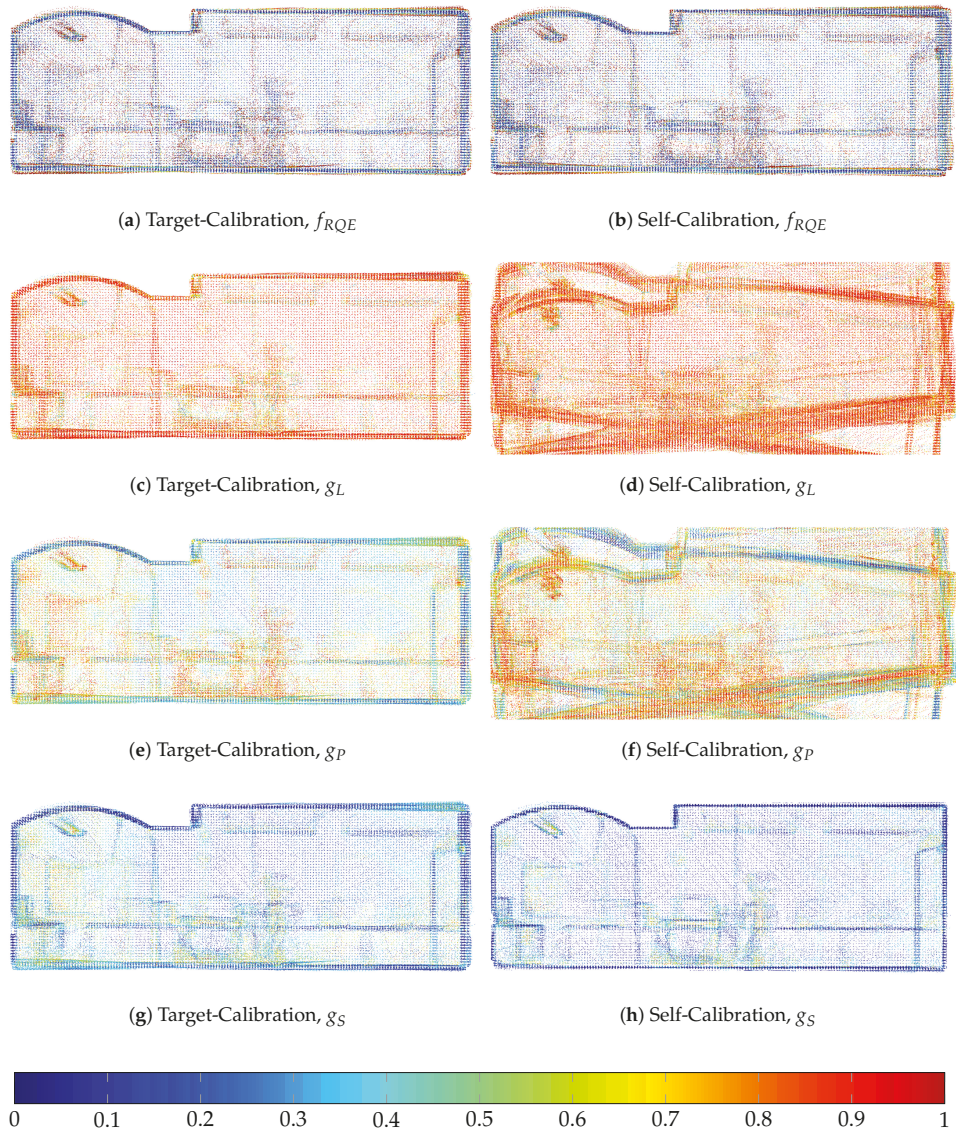 (a) Target-Calibration, f_RQE
(b) Self-Calibration, f_RQE
(c) Target-Calibration, g_L
(d) Self-Calibration, g_L
(e) Target-Calibration, g_P
(f) Self-Calibration, g_P
(g) Target-Calibration, g_S
(h) Self-Calibration, g_S
0 0.1 0.2 0.3 0.4 0.5 0.6 0.7 0.8 0.9 1